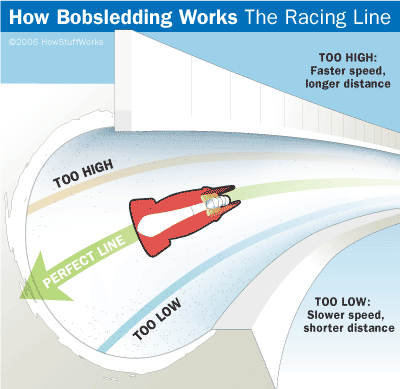 How Bobsledding Works The Racing Line
©2006 HowStuffWorks
TOO HIGH:
Faster speed,
longer distance
TOO HIGH
PERFECT LINE
TOO LOW
TOO LOW:
Slower speed,
shorter distance